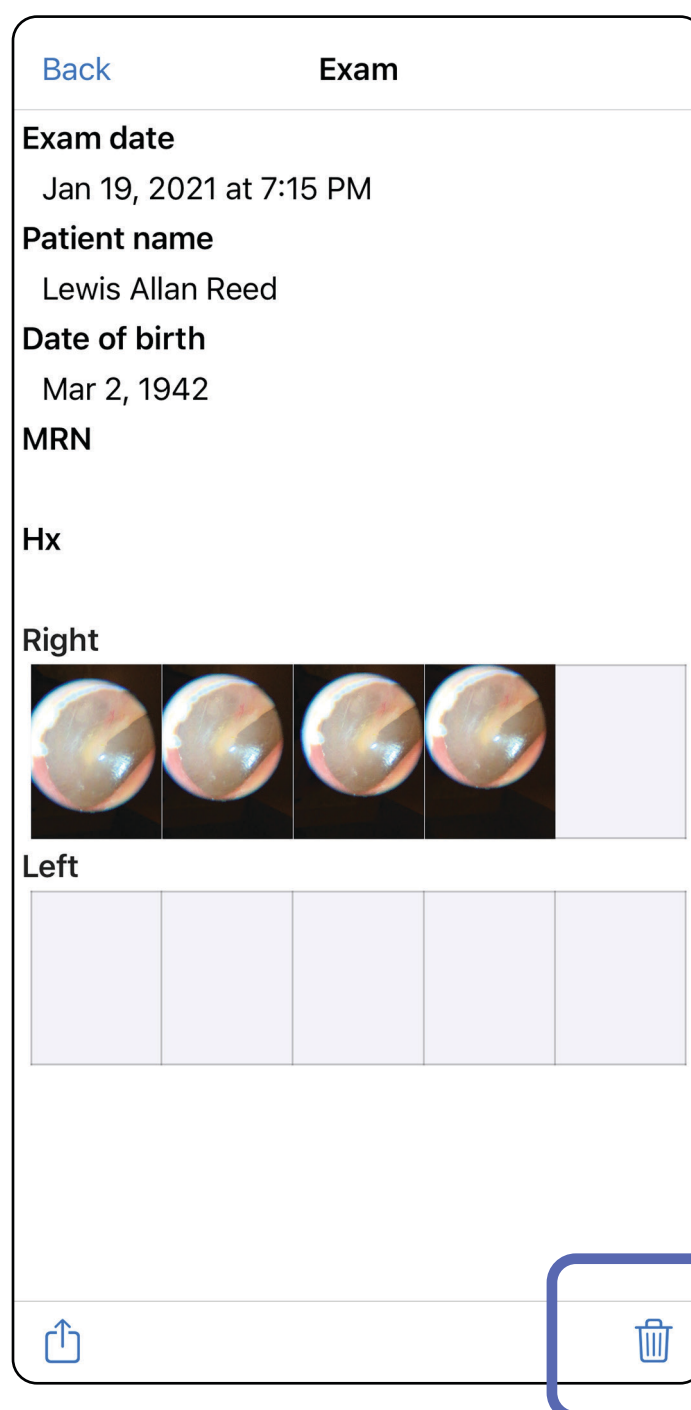 Back Exam
Exam date
Jan 19, 2021 at 7:15 PM
Patient name
Lewis Allan Reed
Date of birth
Mar 2, 1942
MRN
Hx
Right
Left